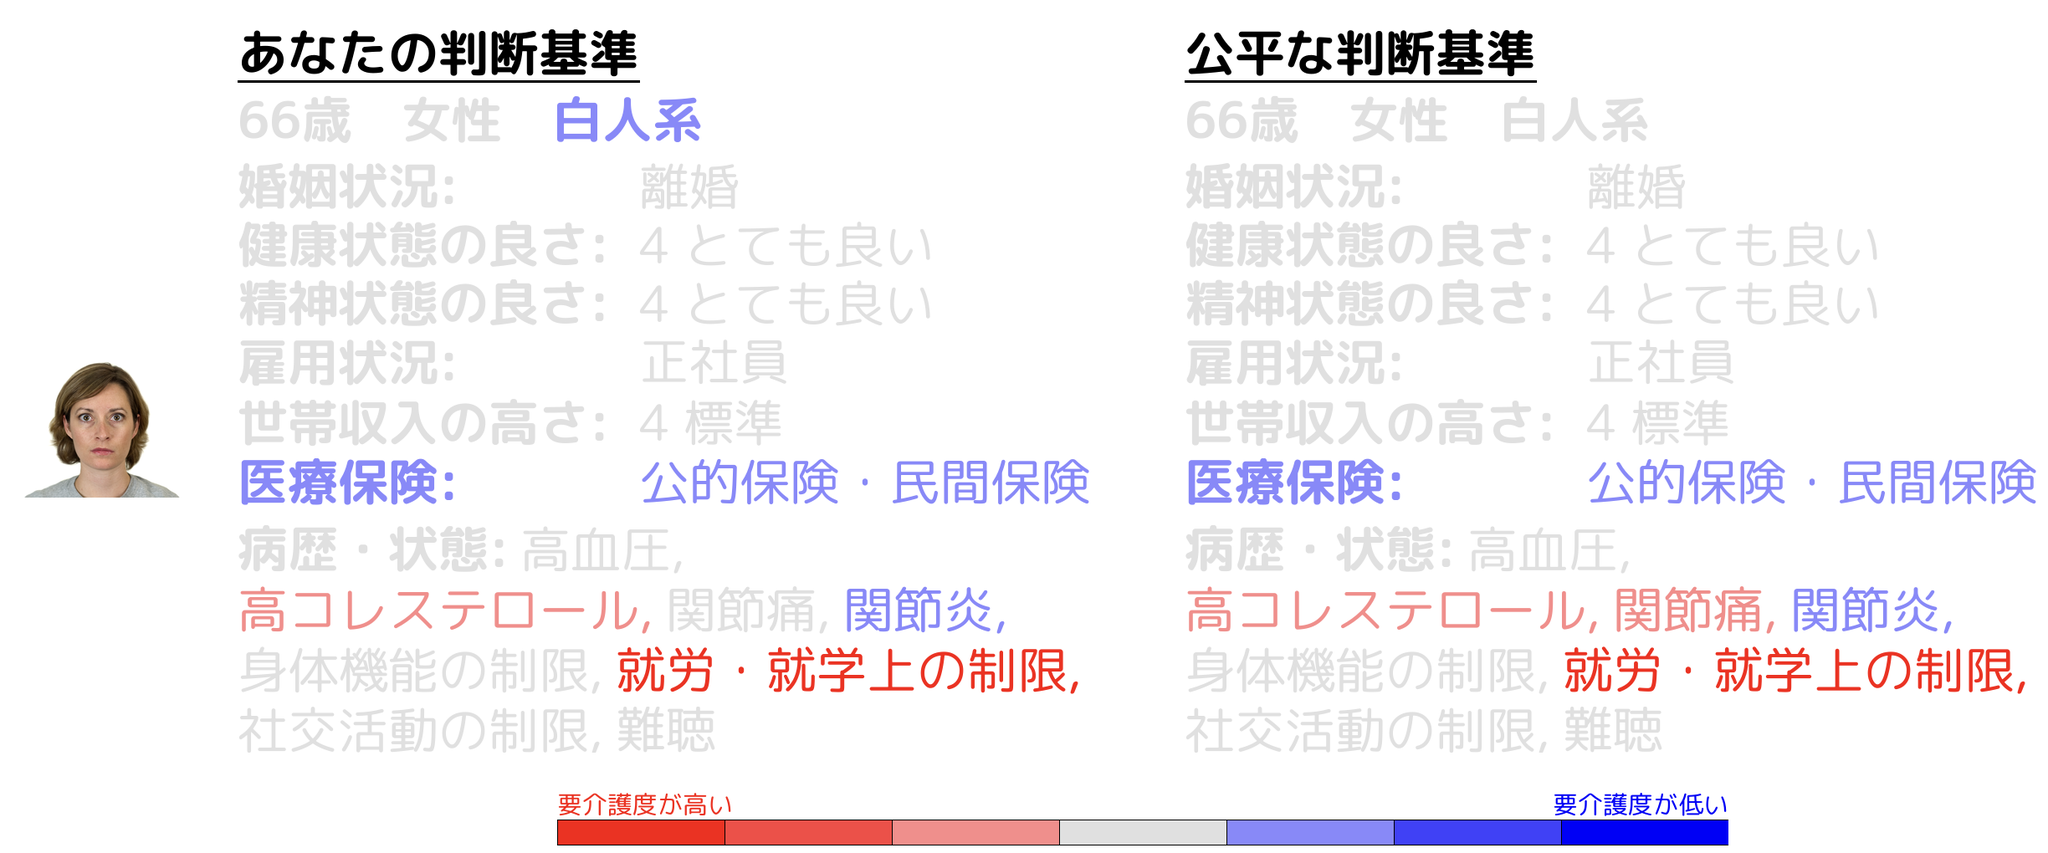 あなたの判断基準
66歳 女性 白人系
婚姻状況: 離婚
健康状態の良さ: 4 とても良い
精神状態の良さ: 4 とても良い
雇用状況: 正社員
世帯収入の高さ: 4 標準
医療保険: 公的保険・民間保険
病歴・状態: 高血圧,
高コレステロール, 関節痛, 関節炎,
身体機能の制限, 就労・就学上の制限,
社交活動の制限, 難聴
公平な判断基準
66歳 女性 白人系
婚姻状況: 離婚
健康状態の良さ: 4 とても良い
精神状態の良さ: 4 とても良い
雇用状況: 正社員
世帯収入の高さ: 4 標準
医療保険: 公的保険・民間保険
病歴・状態: 高血圧,
高コレステロール, 関節痛, 関節炎,
身体機能の制限, 就労・就学上の制限,
社交活動の制限, 難聴
要介護度が高い
要介護度が低い